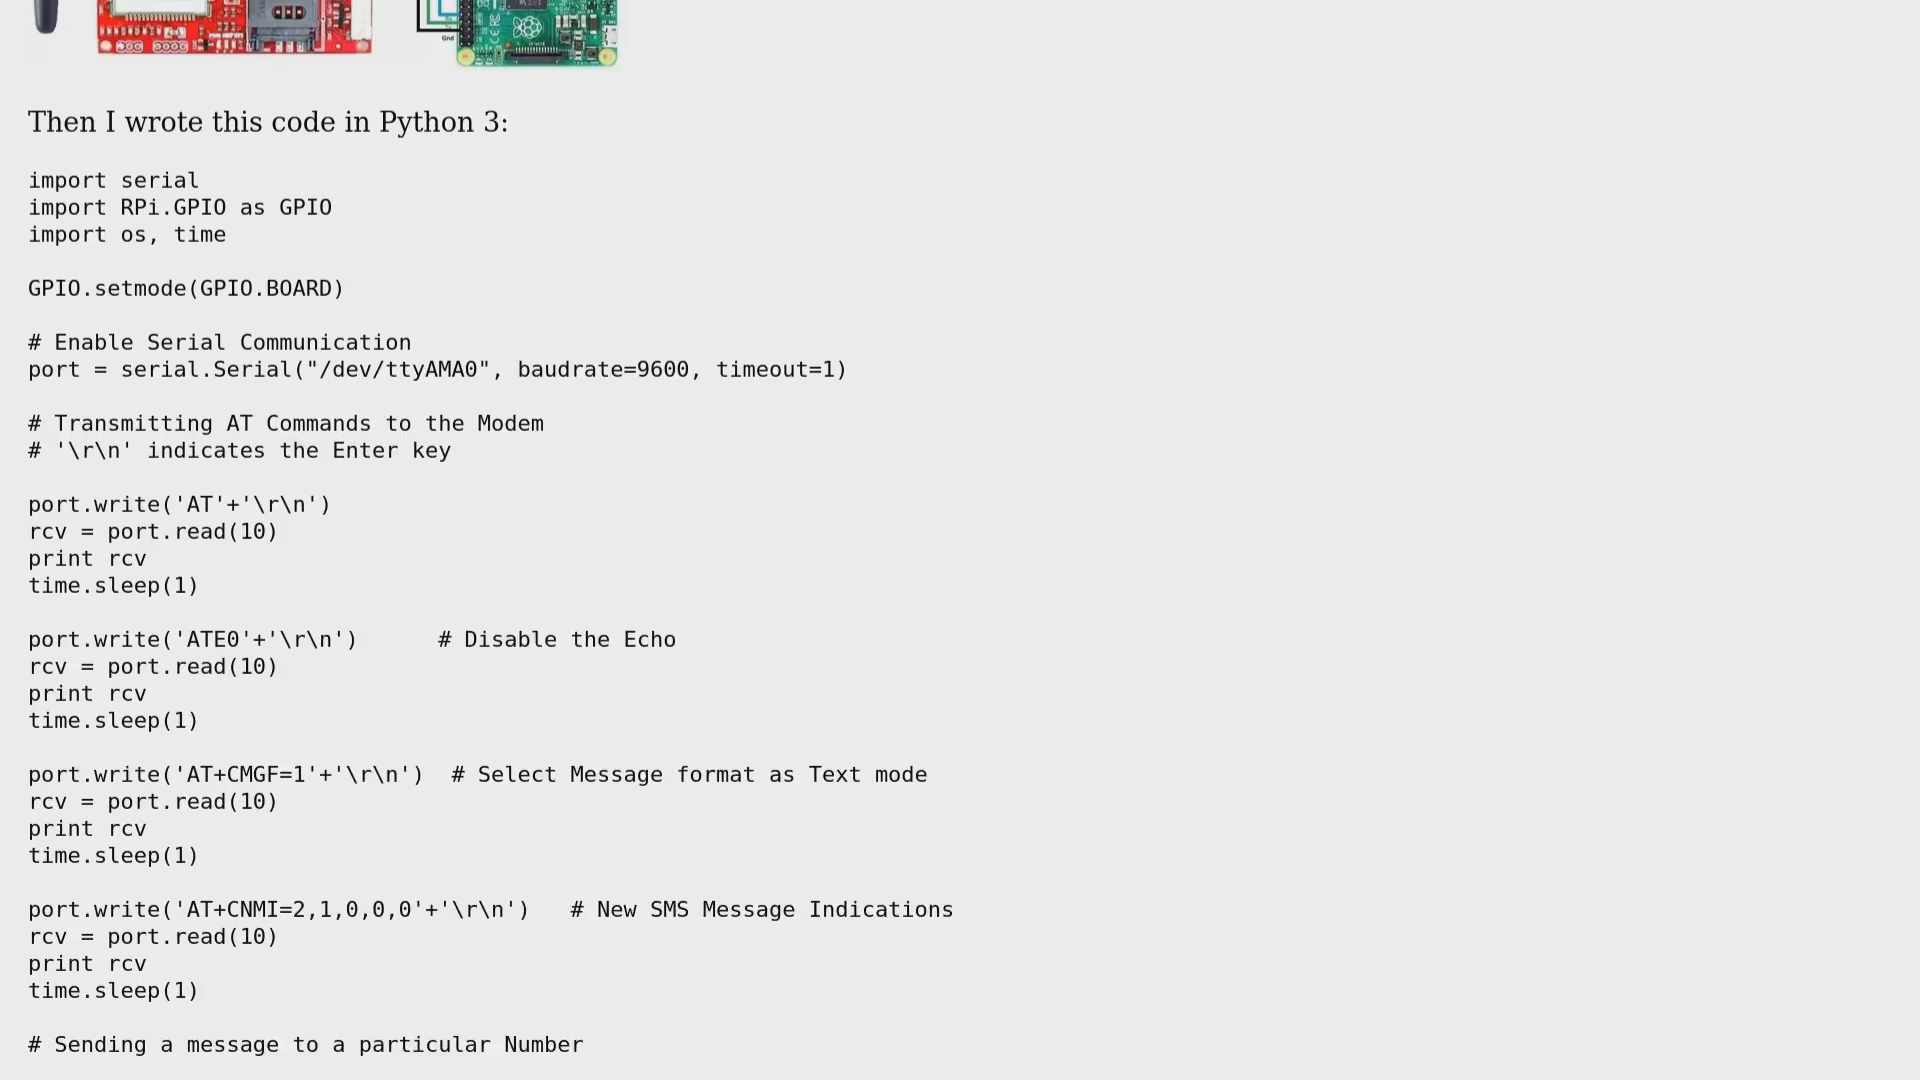 Gnd
Then I wrote this code in Python 3:
import serial
import RPi.GPIO as GPIO
import os, time
GPIO.setmode(GPIO.BOARD)
# Enable Serial Communication
port = serial.Serial("/dev/ttyAMA0", baudrate=9600, timeout=1)
# Transmitting AT Commands to the Modem
# '\r\n' indicates the Enter key
port.write('AT'+'\r\n')
rcv = port.read(10)
print rcv
time.sleep(1)
port.write('ATE0'+'\r\n')      # Disable the Echo
rcv = port.read(10)
print rcv
time.sleep(1)
port.write('AT+CMGF=1'+'\r\n')  # Select Message format as Text mode
rcv = port.read(10)
print rcv
time.sleep(1)
port.write('AT+CNMI=2,1,0,0,0'+'\r\n')   # New SMS Message Indications
rcv = port.read(10)
print rcv
time.sleep(1)
# Sending a message to a particular Number